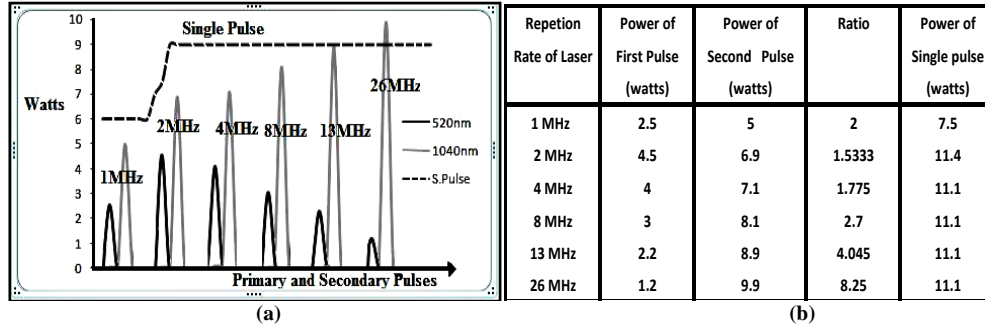 10
9
8
7
6
5
4
3
2
1
0
Watts
Single Pulse
1MHz
2MHz
4MHz
8MHz
13MHz
26MHz
520nm
1040nm
S.Pulse
Primary and Secondary Pulses
(a)
Repetion Rate of Laser Power of First Pulse (watts) Power of Second Pulse (watts) Ratio Power of Single pulse (watts)
1 MHz 2.5 5 2 7.5
2 MHz 4.5 6.9 1.5333 11.4
4 MHz 4 7.1 1.775 11.1
8 MHz 3 8.1 2.7 11.1
13 MHz 2.2 8.9 4.045 11.1
26 MHz 1.2 9.9 8.25 11.1
(b)